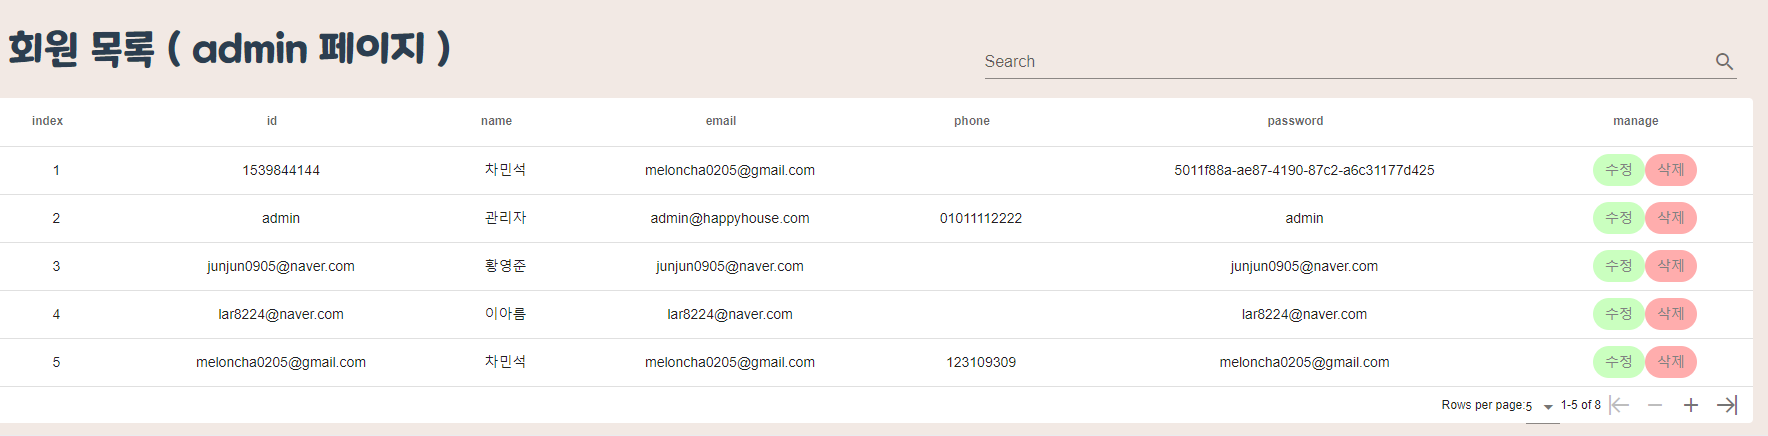 회원 목록 ( admin 페이지 )
Search
index id name email phone password manage
1 1539844144 차민석 meloncha0205@gmail.com 5011f88a-ae87-4190-87c2-a6c31177d425 수정 삭제
2 admin 관리자 admin@happyhouse.com 01011112222 admin 수정 삭제
3 junjun0905@naver.com 황영준 junjun0905@naver.com junjun0905@naver.com 수정 삭제
4 lar8224@naver.com 이아름 lar8224@naver.com lar8224@naver.com 수정 삭제
5 meloncha0205@gmail.com 차민석 meloncha0205@gmail.com 123109309 meloncha0205@gmail.com 수정 삭제
Rows per page:5 1-5 of 8